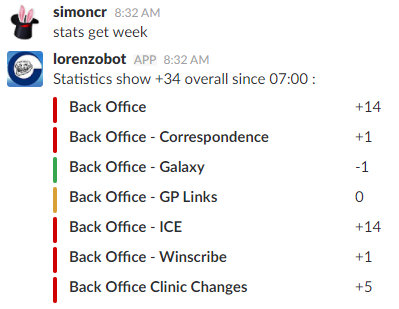 simoncr 8:32 AM
stats get week
lorenzobot APP 8:32 AM
Statistics show +34 overall since 07:00 :
Back Office +14
Back Office - Correspondence +1
Back Office - Galaxy -1
Back Office - GP Links 0
Back Office - ICE +14
Back Office - Winscribe +1
Back Office Clinic Changes +5